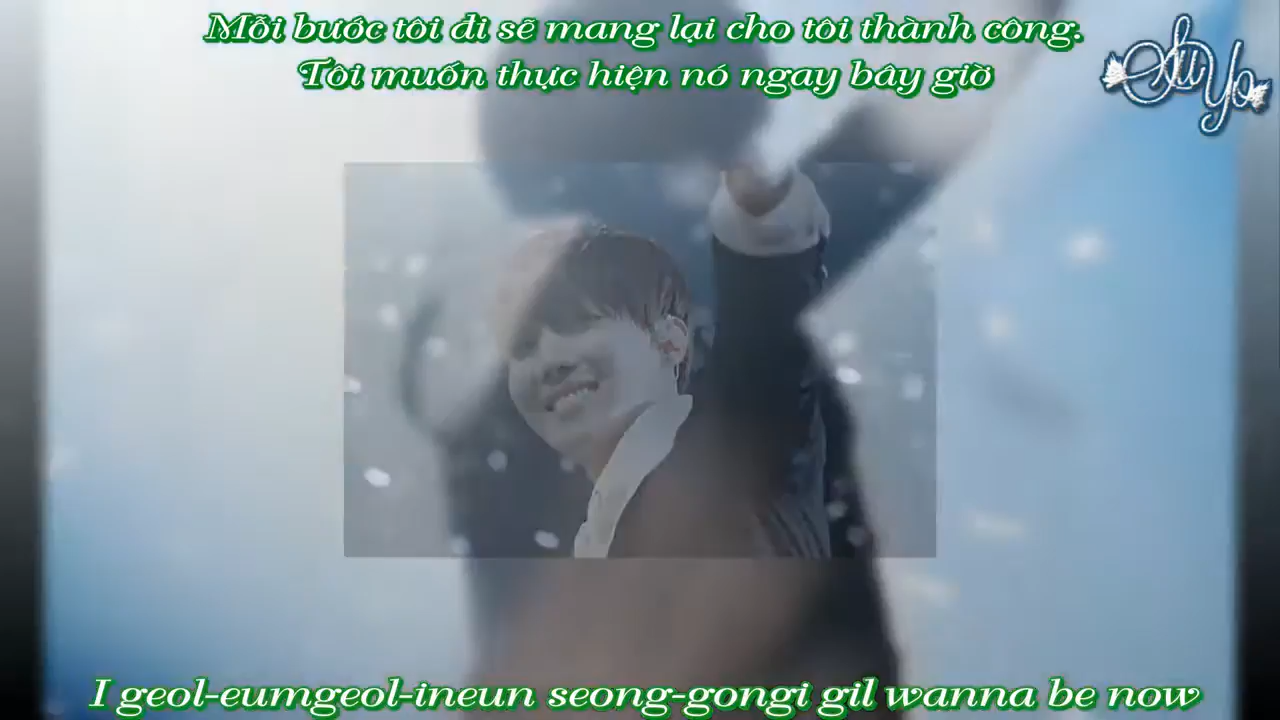 Mỗi bước tôi đi sẽ mang lại cho tôi thành công.
Tôi muốn thực hiện nó ngay bây giờ
SuYo
I geol-eumgeol-ineun seong-gongi gil wanna be now